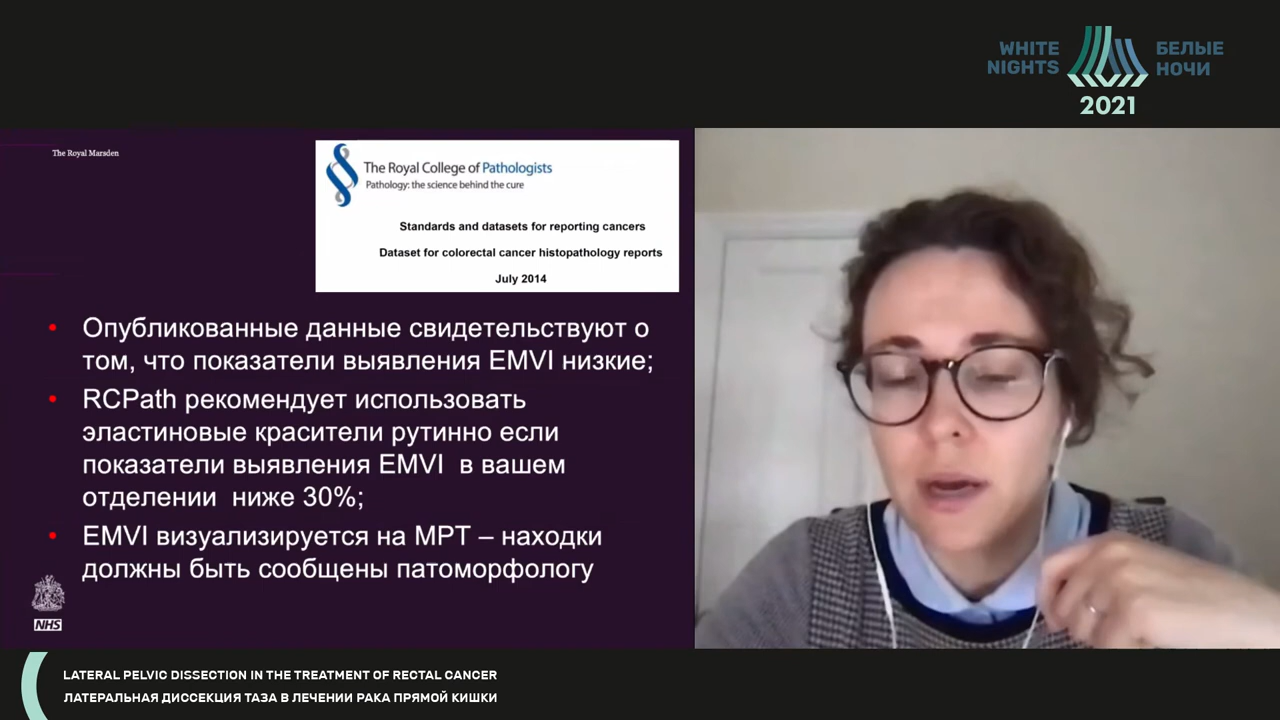 WHITE
NIGHTS
БЕЛЫЕ
НОЧИ
2021
The Royal Marsden
The Royal College of Pathologists
Pathology: the science behind the cure
Standards and datasets for reporting cancers
Dataset for colorectal cancer histopathology reports
July 2014
• Опубликованные данные свидетельствуют о
том, что показатели выявления EMVI низкие;
• RCPath рекомендует использовать
эластиновые красители рутинно если
показатели выявления EMVI в вашем
отделении ниже 30%;
• EMVI визуализируется на МРТ – находки
должны быть сообщены патоморфологу
NHS
LATERAL PELVIC DISSECTION IN THE TREATMENT OF RECTAL CANCER
ЛАТЕРАЛЬНАЯ ДИССЕКЦИЯ ТАЗА В ЛЕЧЕНИИ РАКА ПРЯМОЙ КИШКИ